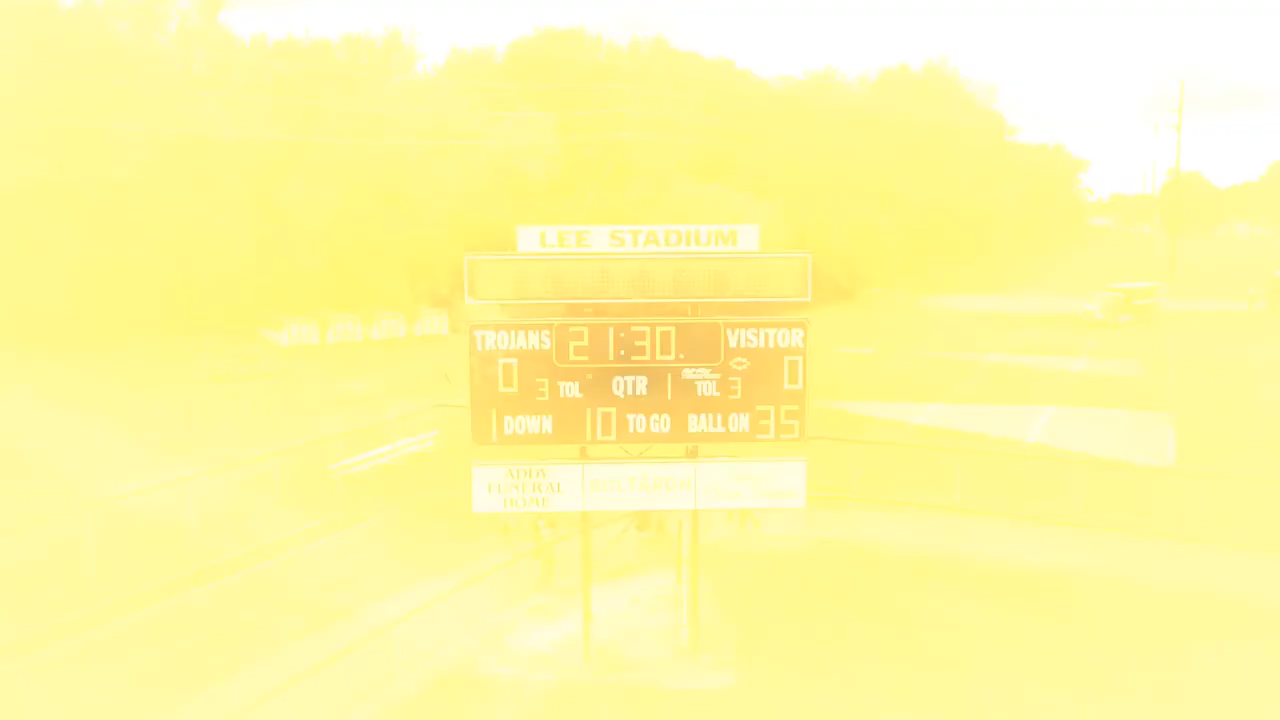 LEE STADIUM
TROJANS 21:30. VISITOR
0 3 TOL QTR 1 TOL 3 0
1 DOWN 10 TO GO BALL ON 35
ADDY
FUNERAL
HOME